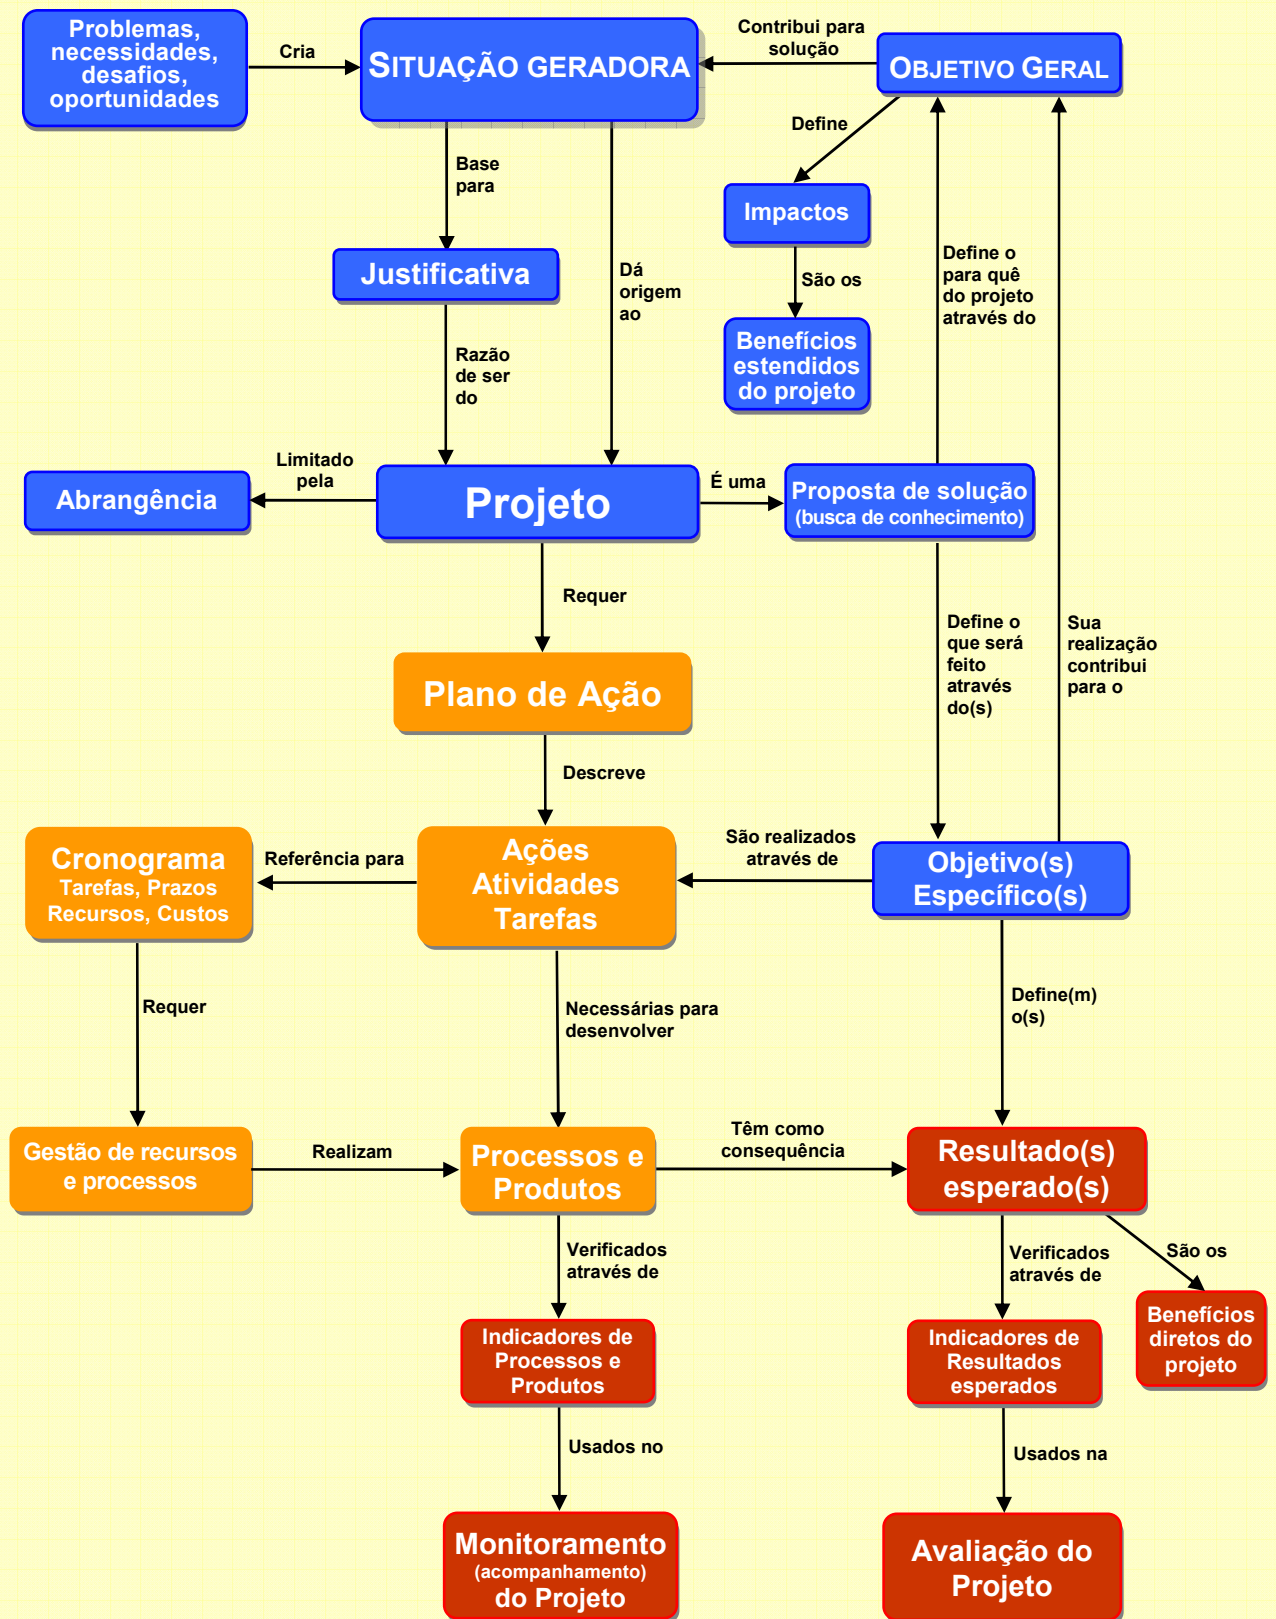 Problemas,
necessidades,
desafios,
oportunidades
Cria
SITUAÇÃO GERADORA
Contribui para
solução
OBJETIVO GERAL
Define
Base
para
Impactos
Justificativa
Dá
origem
ao
São os
Define o
para quê
do projeto
através do
Benefícios
estendidos
do projeto
Razão
de ser
do
Limitado
pela
Abrangência
Projeto
É uma
Proposta de solução
(busca de conhecimento)
Requer
Define o
que será
feito
através
do(s)
Sua
realização
contribui
para o
Plano de Ação
Descreve
Cronograma
Tarefas, Prazos
Recursos, Custos
Referência para
Ações
Atividades
Tarefas
São realizados
através de
Objetivo(s)
Específico(s)
Requer
Necessárias para
desenvolver
Define(m)
o(s)
Gestão de recursos
e processos
Realizam
Processos e
Produtos
Têm como
consequência
Resultado(s)
esperado(s)
Verificados
através de
Verificados
através de
São os
Indicadores de
Processos e
Produtos
Indicadores de
Resultados
esperados
Benefícios
diretos do
projeto
Usados no
Usados na
Monitoramento
(acompanhamento)
do Projeto
Avaliação do
Projeto